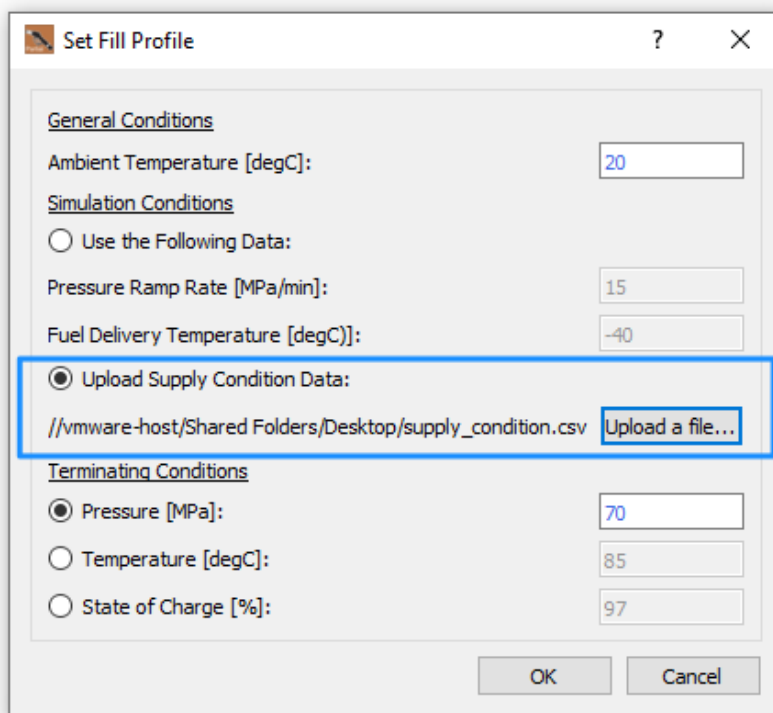 Set Fill Profile
General Conditions
Ambient Temperature [degC]: 20
Simulation Conditions
Use the Following Data:
Pressure Ramp Rate [MPa/min]: 15
Fuel Delivery Temperature [degC)]: -40
Upload Supply Condition Data:
//vmware-host/Shared Folders/Desktop/supply_condition.csv Upload a file...
Terminating Conditions
Pressure [MPa]: 70
Temperature [degC]: 85
State of Charge [%]: 97
OK Cancel